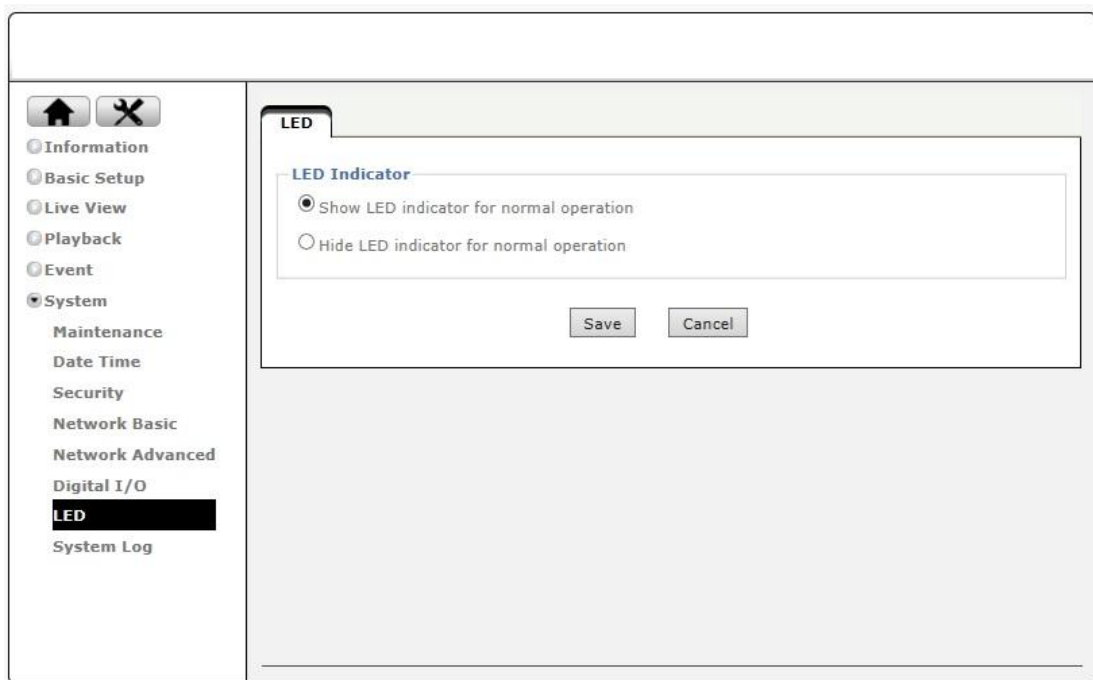 Information
Basic Setup
Live View
Playback
Event
System
Maintenance
Date Time
Security
Network Basic
Network Advanced
Digital I/O
LED
System Log
LED
LED Indicator
Show LED indicator for normal operation
Hide LED indicator for normal operation
Save Cancel